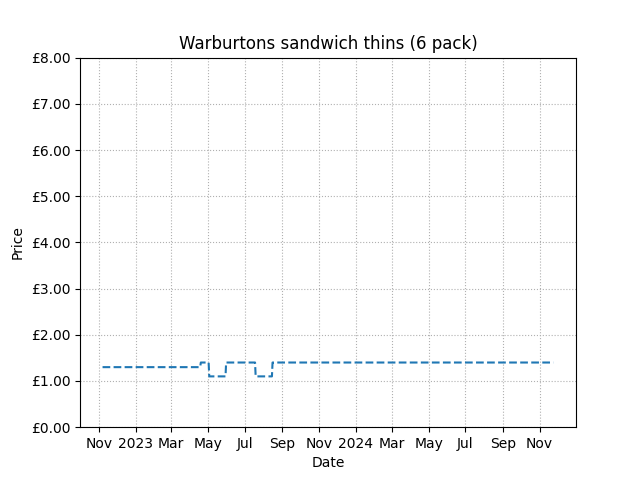 Warburtons sandwich thins (6 pack)
£8.00
£7.00
£6.00
£5.00
£4.00
£3.00
£2.00
£1.00
£0.00
Price
Nov 2023 Mar May Jul Sep Nov 2024 Mar May Jul Sep Nov
Date